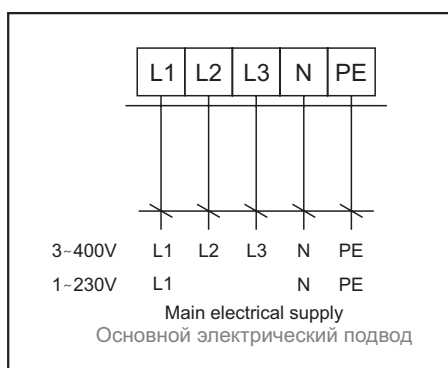 L1 L2 L3 N PE
3~400V L1 L2 L3 N PE
1~230V L1 N PE
Main electrical supply
Основной электрический подвод